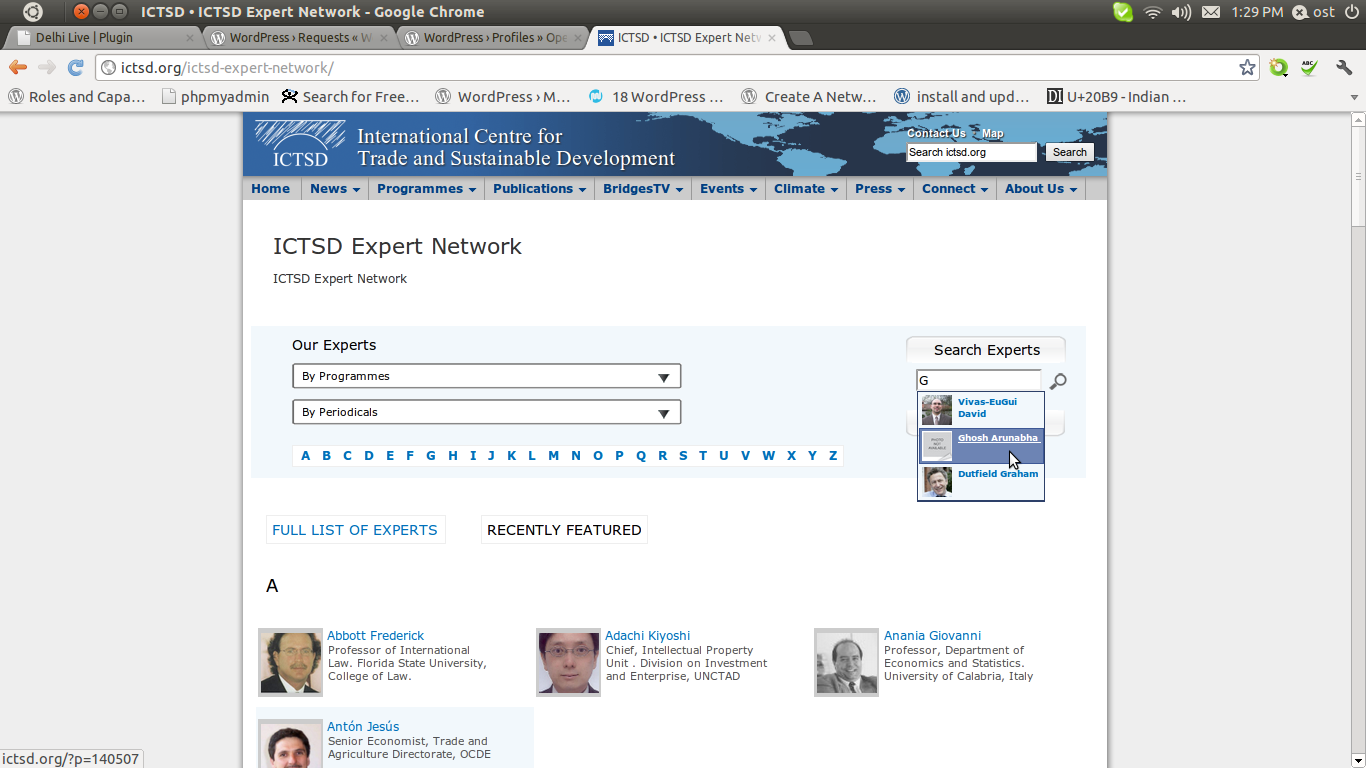 ICTSD • ICTSD Expert Network - Google Chrome
1:29 PM
ost
Delhi Live | Plugin
WordPress › Requests « W
WordPress › Profiles » Ope
ICTSD • ICTSD Expert Netw
ictsd.org/ictsd-expert-network/
ABC
Roles and Capa...
phpmyadmin
Search for Free...
WordPress › M...
18 WordPress ...
Create A Netw...
install and upd...
DI
U+20B9 - Indian ...
ICTSD
International Centre for
Trade and Sustainable Development
Contact Us
Map
Search ictsd.org
Search
Home
News
Programmes
Publications
BridgesTV
Events
Climate
Press
Connect
About Us
ICTSD Expert Network
ICTSD Expert Network
Our Experts
By Programmes
By Periodicals
A B C D E F G H I J K L M N O P Q R S T U V W X Y Z
Search Experts
G
Vivas-EuGui
David
PHOTO
NOT
AVAILABLE
Ghosh Arunabha
Dutfield Graham
FULL LIST OF EXPERTS
RECENTLY FEATURED
A
Abbott Frederick
Professor of International
Law. Florida State University,
College of Law.
Adachi Kiyoshi
Chief, Intellectual Property
Unit . Division on Investment
and Enterprise, UNCTAD
Anania Giovanni
Professor, Department of
Economics and Statistics.
University of Calabria, Italy
Antón Jesús
Senior Economist, Trade and
Agriculture Directorate, OCDE
ictsd.org/?p=140507